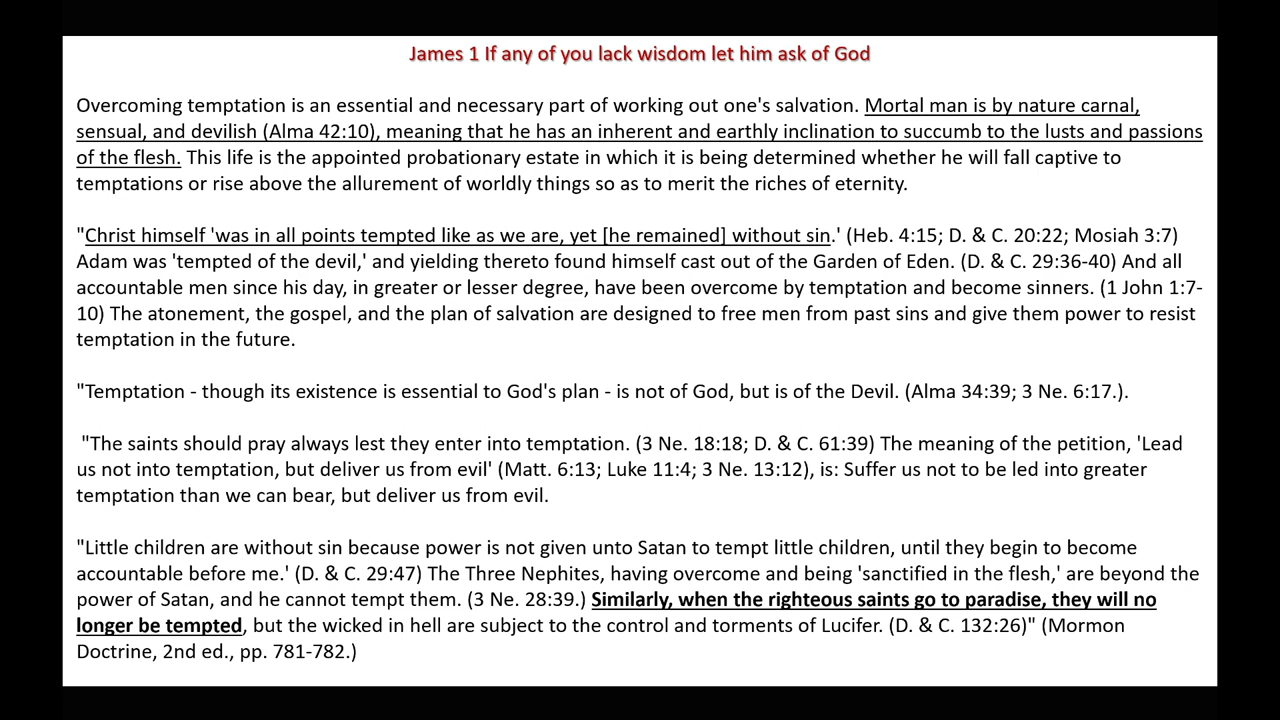 James 1 If any of you lack wisdom let him ask of God
Overcoming temptation is an essential and necessary part of working out one's salvation. Mortal man is by nature carnal,
sensual, and devilish (Alma 42:10), meaning that he has an inherent and earthly inclination to succumb to the lusts and passions
of the flesh. This life is the appointed probationary estate in which it is being determined whether he will fall captive to
temptations or rise above the allurement of worldly things so as to merit the riches of eternity.
"Christ himself 'was in all points tempted like as we are, yet [he remained] without sin.' (Heb. 4:15; D. & C. 20:22; Mosiah 3:7)
Adam was 'tempted of the devil,' and yielding thereto found himself cast out of the Garden of Eden. (D. & C. 29:36-40) And all
accountable men since his day, in greater or lesser degree, have been overcome by temptation and become sinners. (1 John 1:7-
10) The atonement, the gospel, and the plan of salvation are designed to free men from past sins and give them power to resist
temptation in the future.
"Temptation - though its existence is essential to God's plan - is not of God, but is of the Devil. (Alma 34:39; 3 Ne. 6:17.).
"The saints should pray always lest they enter into temptation. (3 Ne. 18:18; D. & C. 61:39) The meaning of the petition, 'Lead
us not into temptation, but deliver us from evil' (Matt. 6:13; Luke 11:4; 3 Ne. 13:12), is: Suffer us not to be led into greater
temptation than we can bear, but deliver us from evil.
"Little children are without sin because power is not given unto Satan to tempt little children, until they begin to become
accountable before me.' (D. & C. 29:47) The Three Nephites, having overcome and being 'sanctified in the flesh,' are beyond the
power of Satan, and he cannot tempt them. (3 Ne. 28:39.) Similarly, when the righteous saints go to paradise, they will no
longer be tempted, but the wicked in hell are subject to the control and torments of Lucifer. (D. & C. 132:26)" (Mormon
Doctrine, 2nd ed., pp. 781-782.)